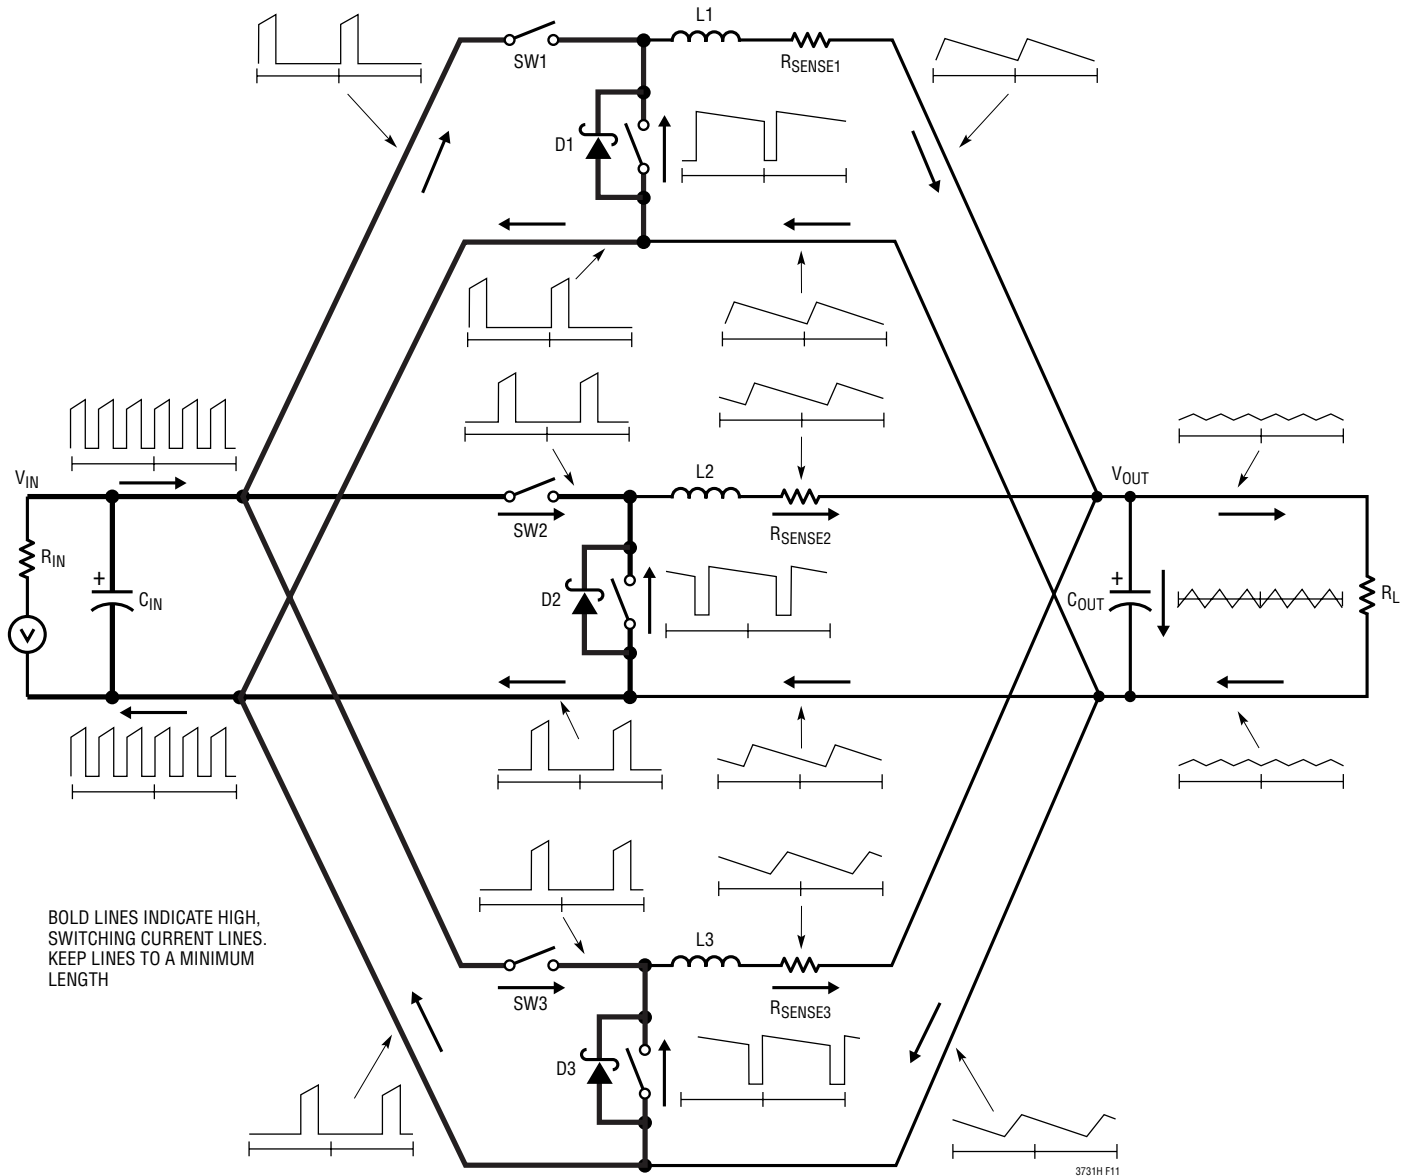 L1
SW1
RSENSE1
D1
VIN
L2
VOUT
SW2
RSENSE2
RIN
+
CIN
D2
+
COUT
RL
V
BOLD LINES INDICATE HIGH,
SWITCHING CURRENT LINES.
KEEP LINES TO A MINIMUM
LENGTH
L3
SW3
RSENSE3
D3
3731H F11